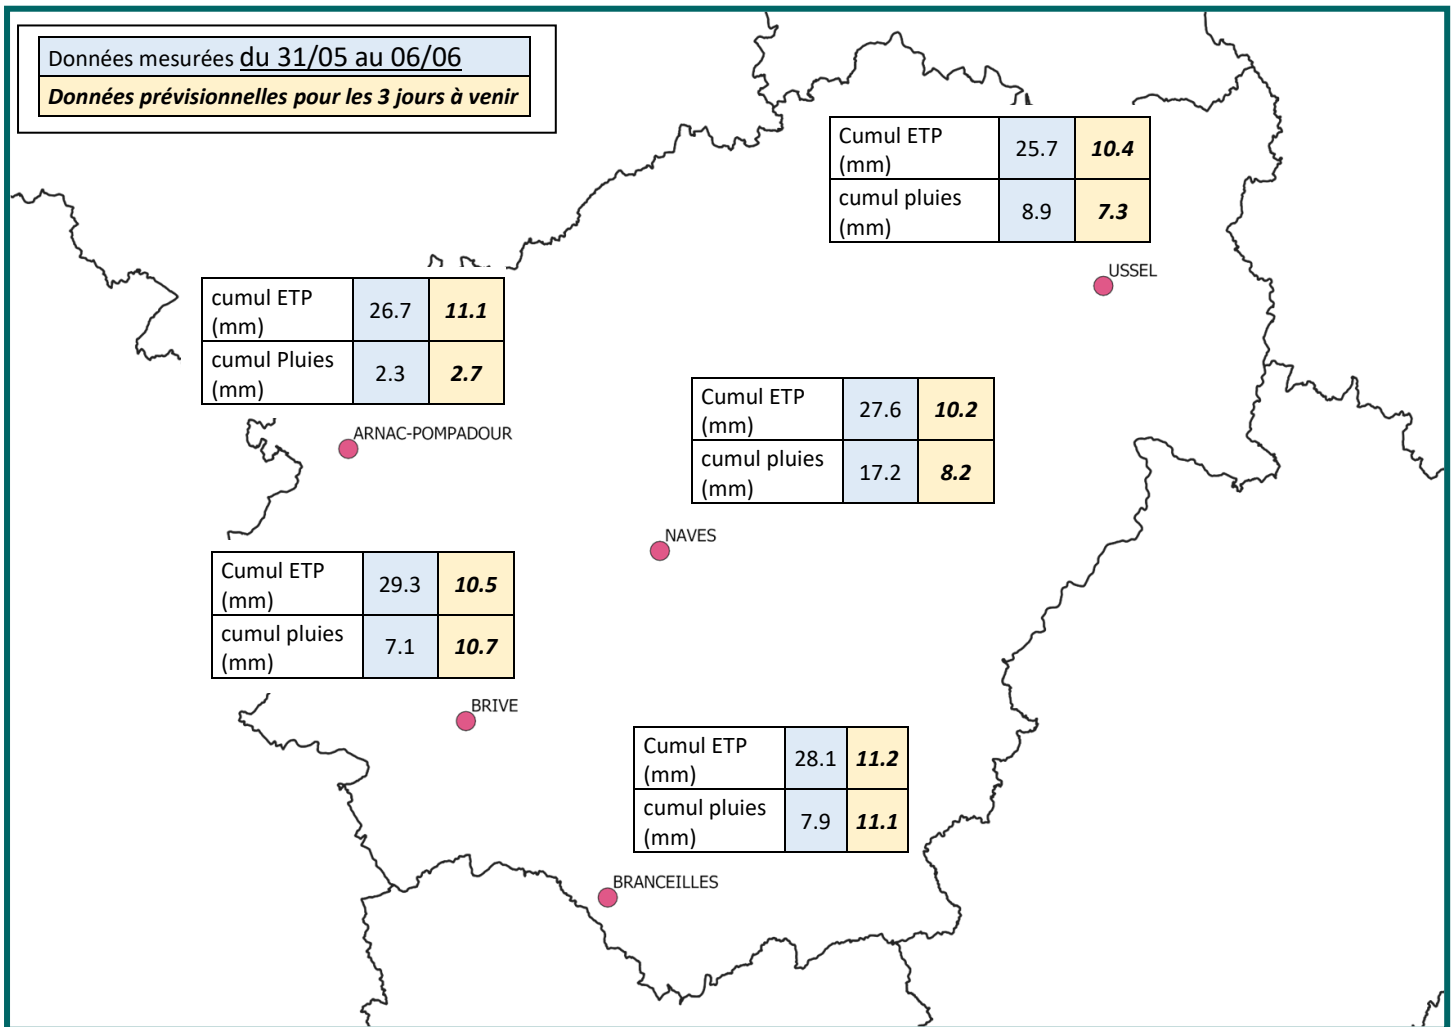 Données mesurées du 31/05 au 06/06
Données prévisionnelles pour les 3 jours à venir
Cumul ETP
(mm)
25.7
10.4
cumul pluies
(mm)
8.9
7.3
USSEL
cumul ETP
(mm)
26.7
11.1
cumul Pluies
(mm)
2.3
2.7
ARNAC-POMPADOUR
Cumul ETP
(mm)
27.6
10.2
cumul pluies
(mm)
17.2
8.2
NAVES
Cumul ETP
(mm)
29.3
10.5
cumul pluies
(mm)
7.1
10.7
BRIVE
Cumul ETP
(mm)
28.1
11.2
cumul pluies
(mm)
7.9
11.1
BRANCEILLES